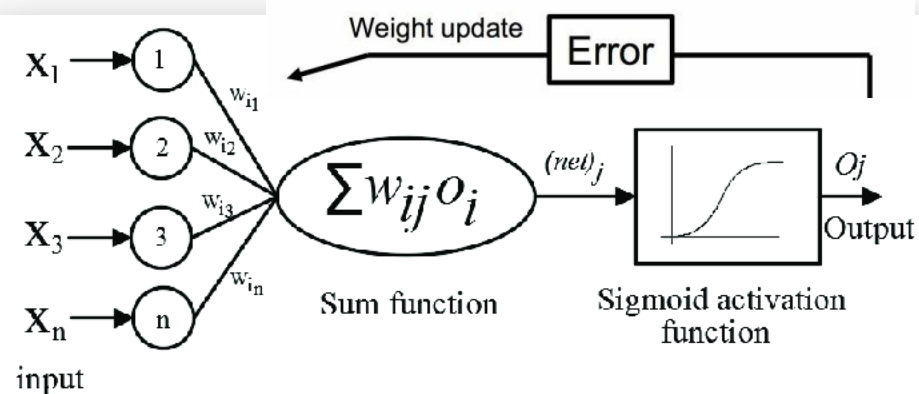 Weight update
Error
X₁
1
wᵢ₁
X₂
2
wᵢ₂
X₃
3
wᵢ₃
Xₙ
n
wᵢₙ
input
∑wᵢⱼoᵢ
Sum function
(net)ⱼ
Sigmoid activation
function
Oj
Output